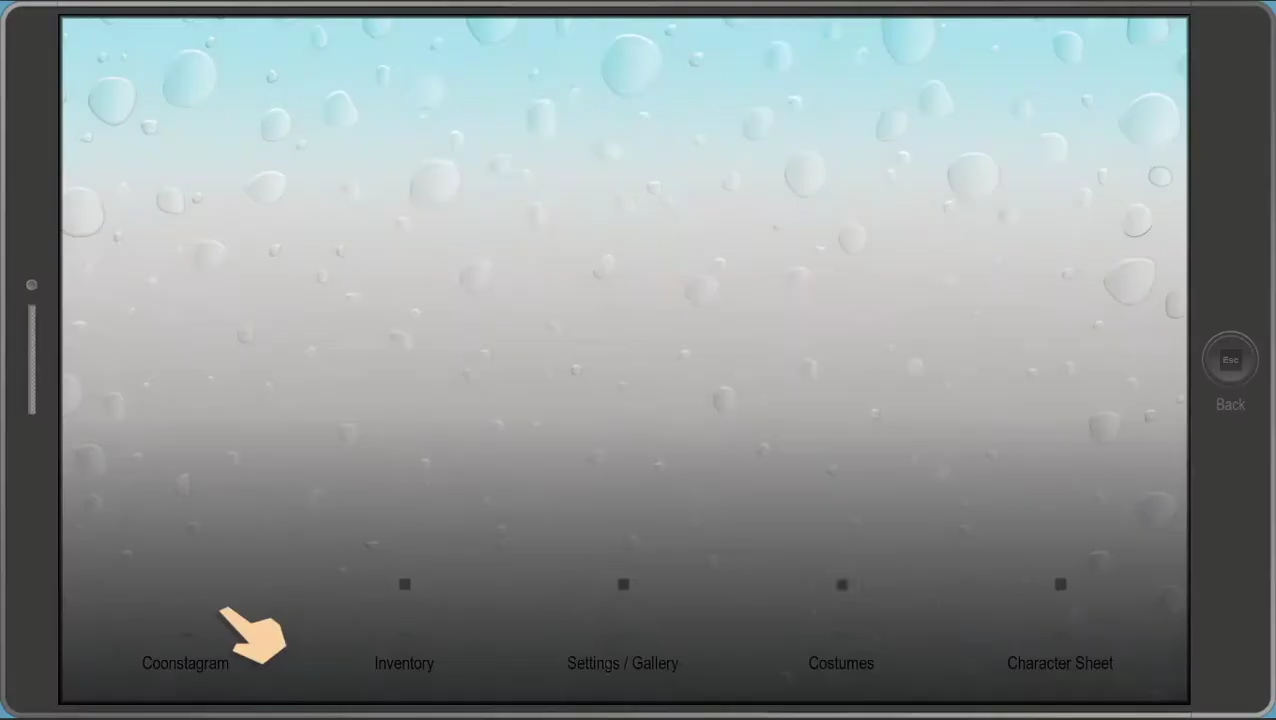 Esc
Back
Coonstagram
Inventory
Settings / Gallery
Costumes
Character Sheet